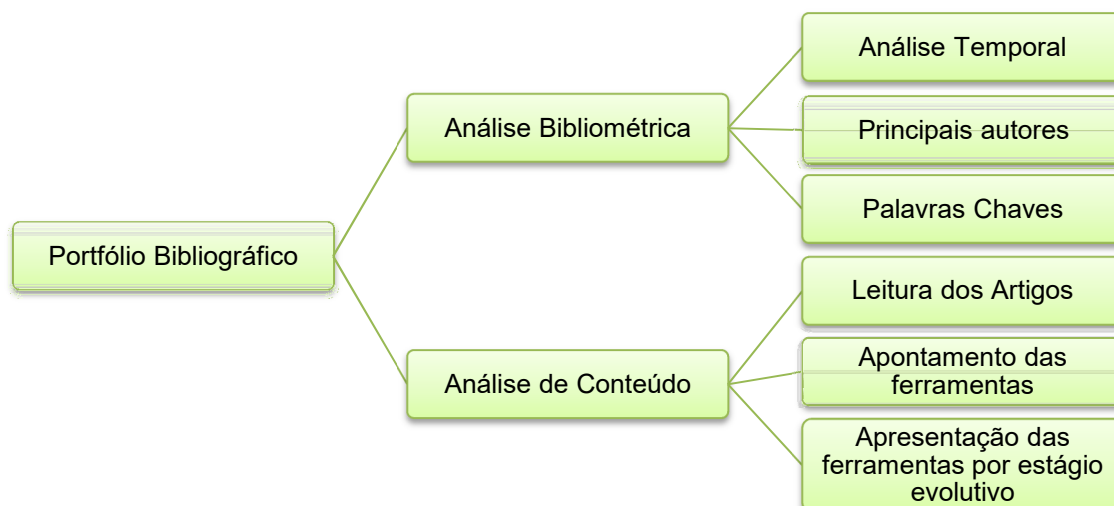 Portfólio Bibliográfico
Análise Bibliométrica
Análise Temporal
Principais autores
Palavras Chaves
Análise de Conteúdo
Leitura dos Artigos
Apontamento das
ferramentas
Apresentação das
ferramentas por estágio
evolutivo